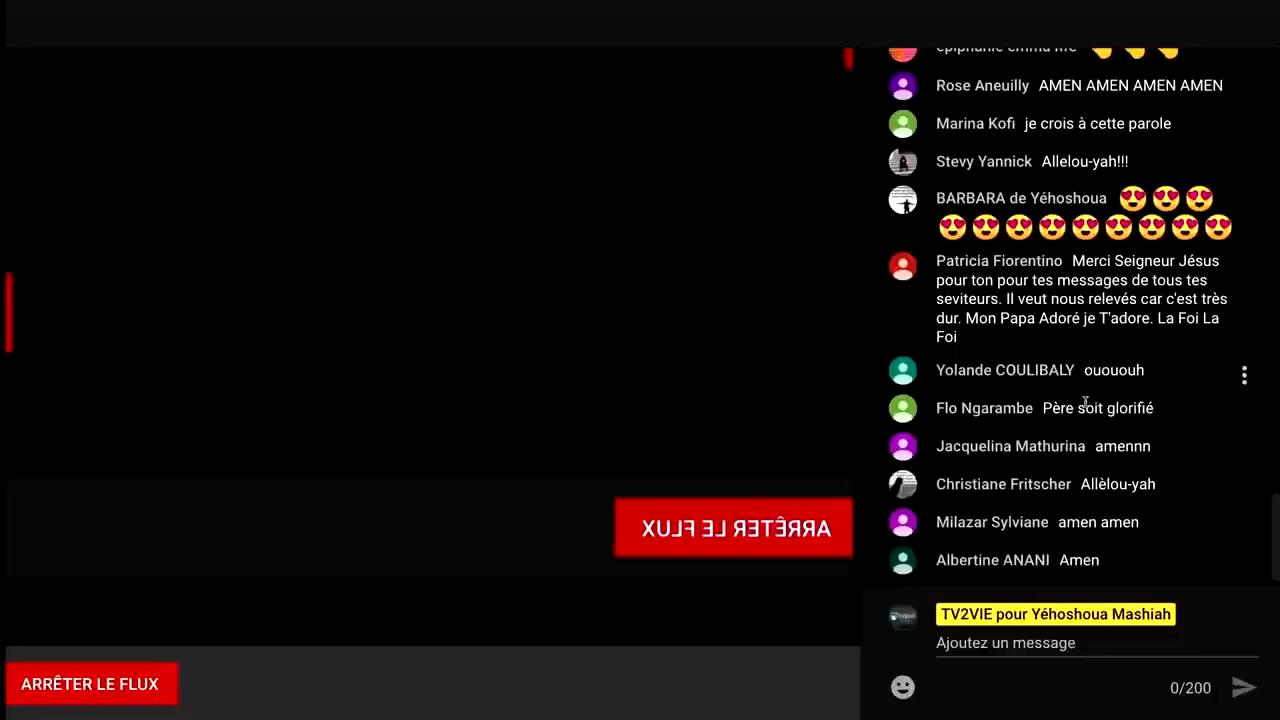 epiphanie emma life
Rose Aneuilly AMEN AMEN AMEN AMEN
Marina Kofi je crois à cette parole
Stevy Yannick Allelou-yah!!!
BARBARA de Yéhoshoua 😍 😍 😍
😍 😍 😍 😍 😍 😍 😍 😍 😍
Patricia Fiorentino Merci Seigneur Jésus
pour ton pour tes messages de tous tes
seviteurs. Il veut nous relevés car c'est très
dur. Mon Papa Adoré je T'adore. La Foi La
Foi
Yolande COULIBALY ouououh
Flo Ngarambe Père soit glorifié
Jacquelina Mathurina amennn
Christiane Fritscher Allèlou-yah
ARRÊTER LE FLUX
Milazar Sylviane amen amen
Albertine ANANI Amen
TV2VIE pour Yéhoshoua Mashiah
Ajoutez un message
ARRÊTER LE FLUX
0/200